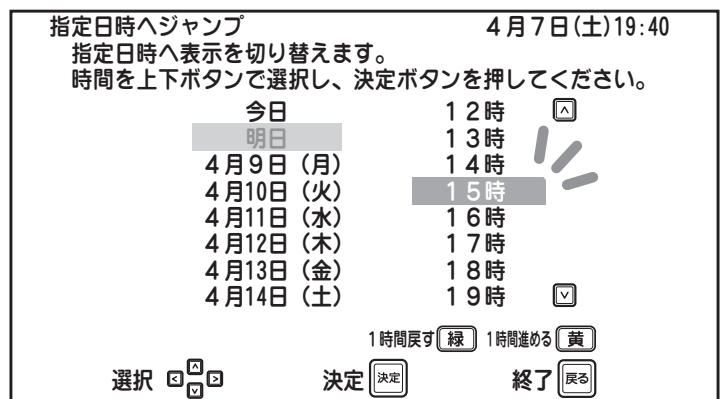 指定日時へジャンプ ４月７日(土)19:40
指定日時へ表示を切り替えます。
時間を上下ボタンで選択し、決定ボタンを押してください。
今日 １２時
明日 １３時
４月９日（月） １４時
４月10日（火） １５時
４月11日（水） １６時
４月12日（木） １７時
４月13日（金） １８時
４月14日（土） １９時
１時間戻す 緑 １時間進める 黄
選択 決定 決定 終了 戻る